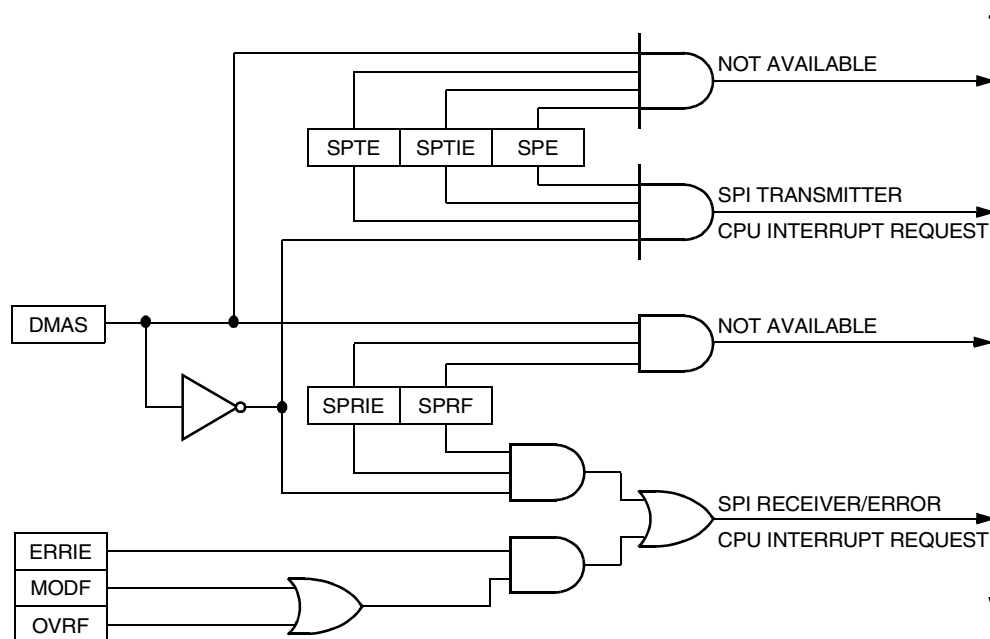 NOT AVAILABLE
SPTE SPTIE SPE
SPI TRANSMITTER
CPU INTERRUPT REQUEST
DMAS
NOT AVAILABLE
SPRIE SPRF
SPI RECEIVER/ERROR
CPU INTERRUPT REQUEST
ERRIE
MODF
OVRF